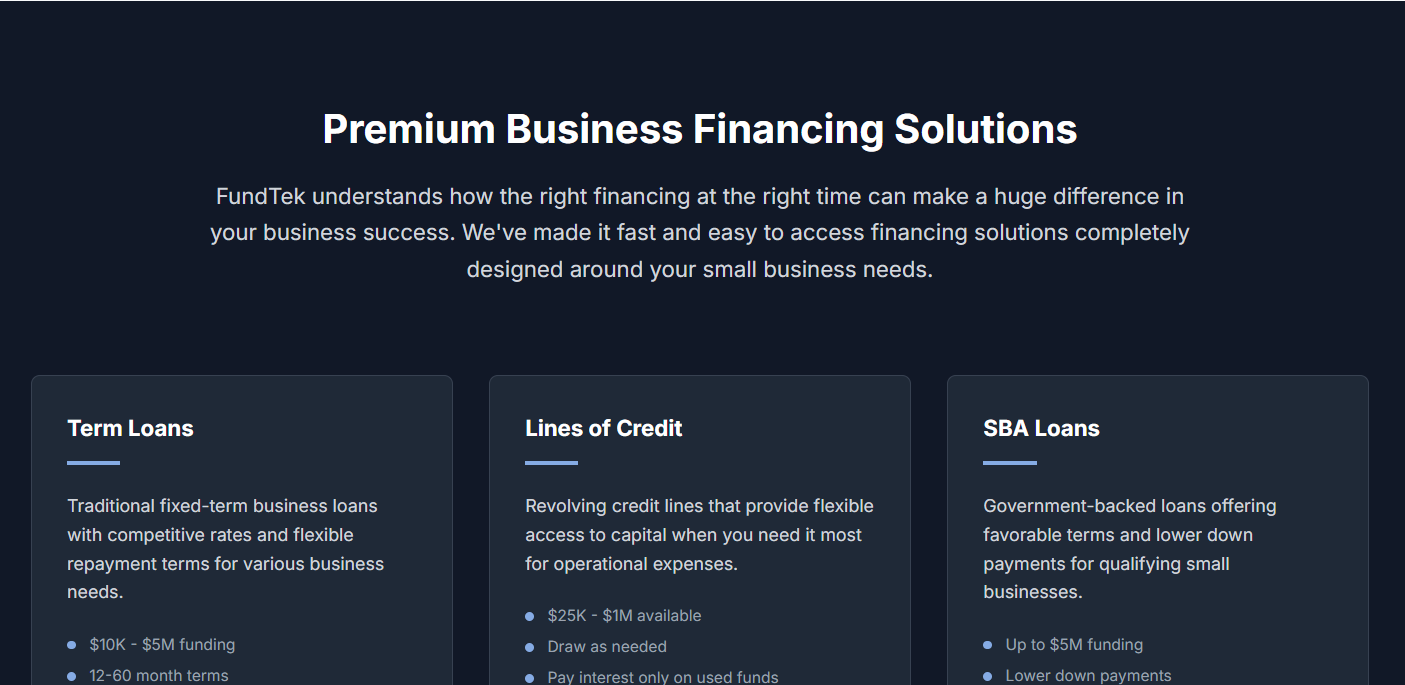 Premium Business Financing Solutions
FundTek understands how the right financing at the right time can make a huge difference in
your business success. We've made it fast and easy to access financing solutions completely
designed around your small business needs.
Term Loans
Traditional fixed-term business loans
with competitive rates and flexible
repayment terms for various business
needs.
$10K - $5M funding
12-60 month terms
Lines of Credit
Revolving credit lines that provide flexible
access to capital when you need it most
for operational expenses.
$25K - $1M available
Draw as needed
Pay interest only on used funds
SBA Loans
Government-backed loans offering
favorable terms and lower down
payments for qualifying small
businesses.
Up to $5M funding
Lower down payments